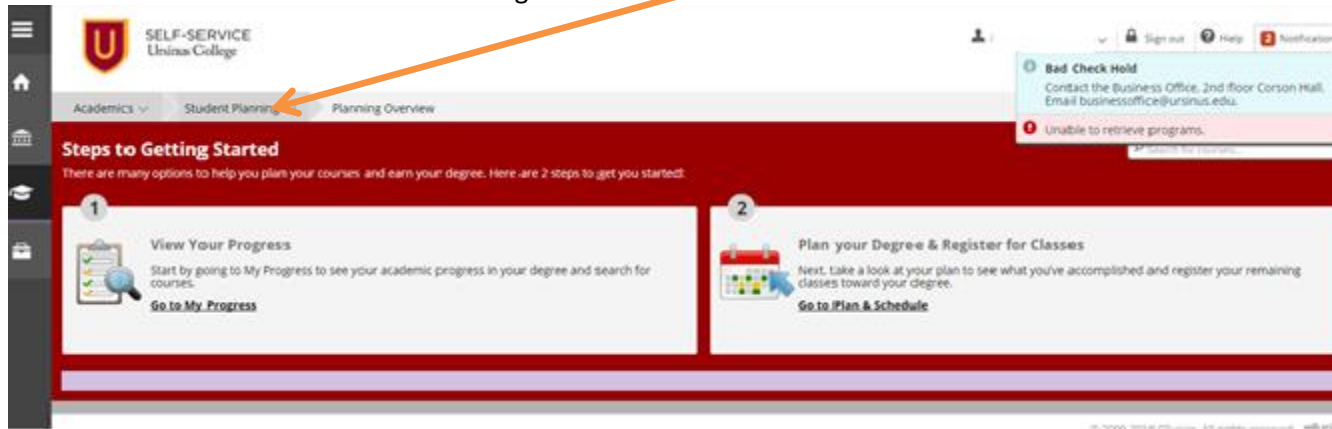 SELF-SERVICE
Ursinus College
Sign out Help 2 Notification
Bad Check Hold
Contact the Business Office, 2nd floor Corson Hall.
Email businessoffice@ursinus.edu.
Unable to retrieve programs.
Academics Student Planning Planning Overview
Search for courses...
Steps to Getting Started
There are many options to help you plan your courses and earn your degree. Here are 2 steps to get you started:
1
View Your Progress
Start by going to My Progress to see your academic progress in your degree and search for
courses.
Go to My Progress
2
Plan your Degree & Register for Classes
Next, take a look at your plan to see what you've accomplished and register your remaining
classes toward your degree.
Go to Plan & Schedule